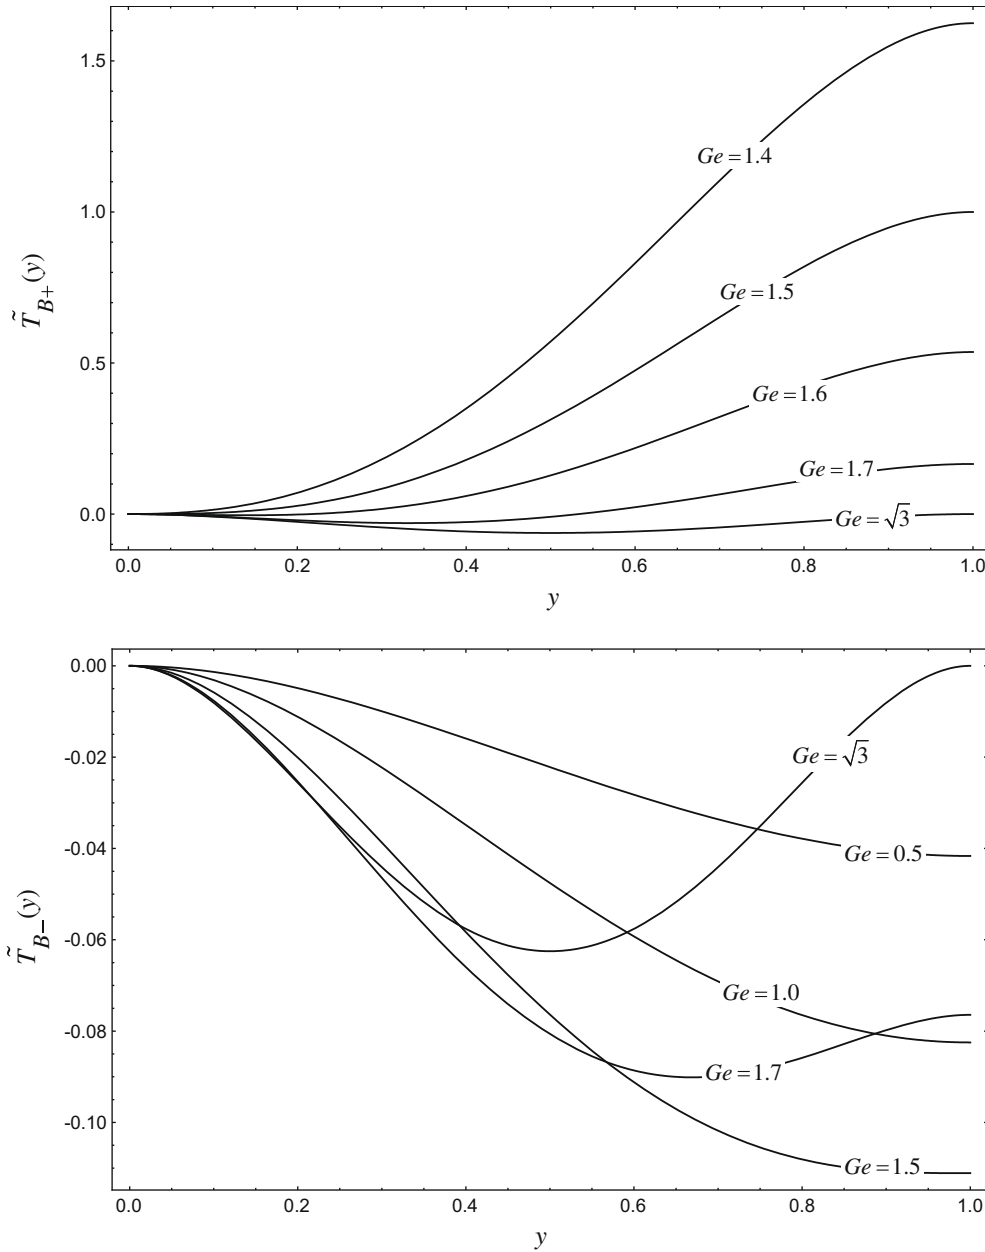 1.5
1.0
0.5
0.0
T̃_{B+}(y)
Ge = 1.4
Ge = 1.5
Ge = 1.6
Ge = 1.7
Ge = √3
0.0 0.2 0.4 0.6 0.8 1.0
y
0.00
-0.02
-0.04
-0.06
-0.08
-0.10
T̃_{B−}(y)
Ge = √3
Ge = 0.5
Ge = 1.0
Ge = 1.7
Ge = 1.5
0.0 0.2 0.4 0.6 0.8 1.0
y